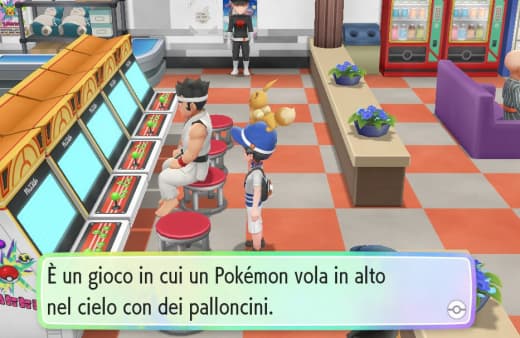 È un gioco in cui un Pokémon vola in alto
nel cielo con dei palloncini.